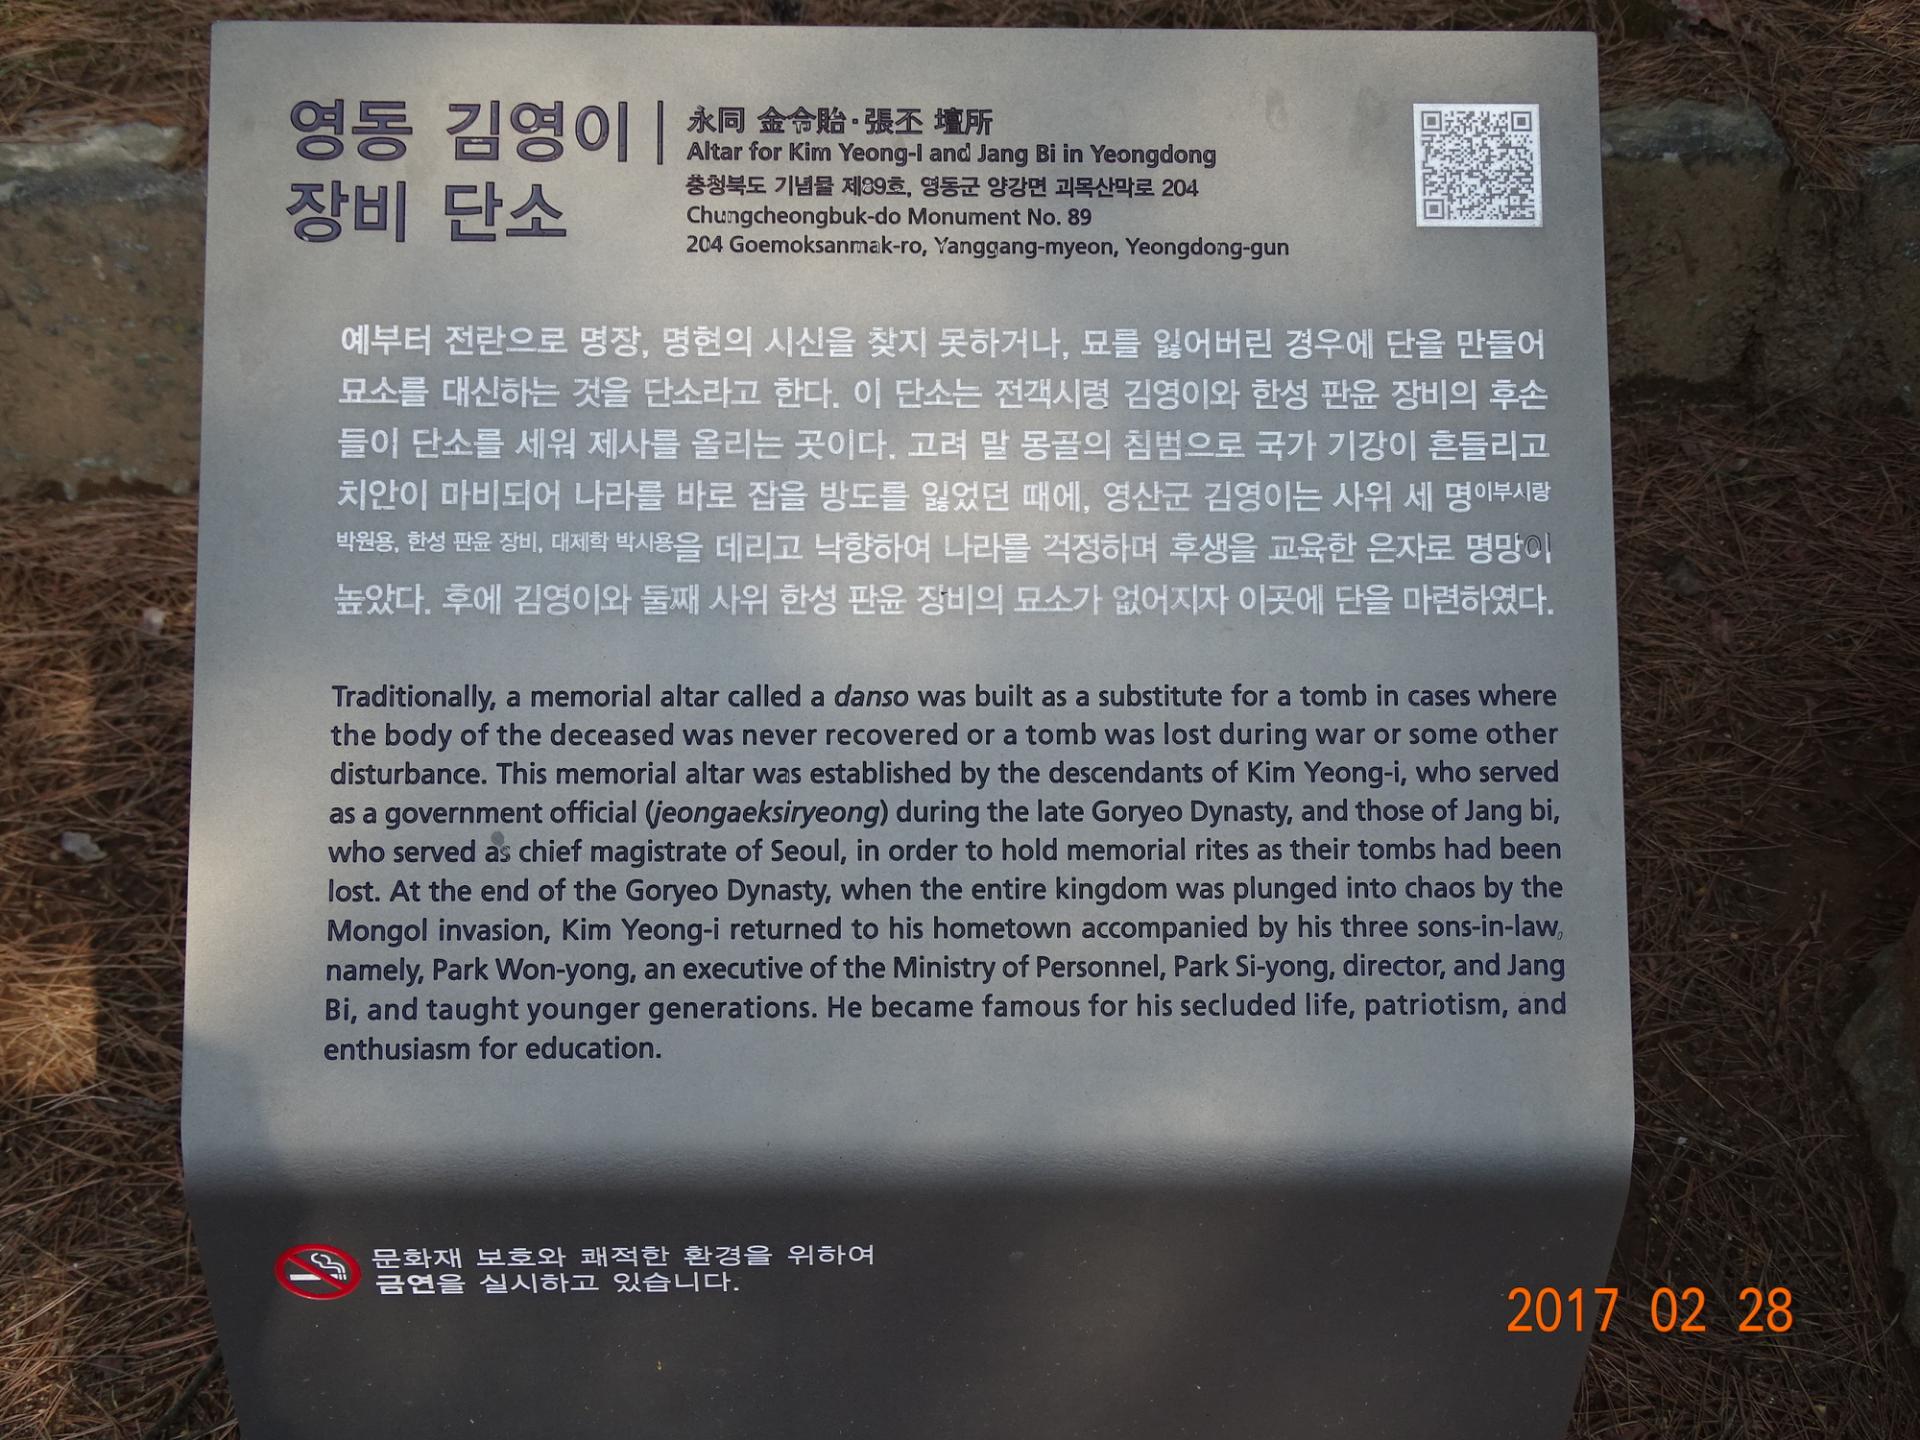 영동 김영이
장비 단소
永同 金令貽·張丕 壇所
Altar for Kim Yeong-I and Jang Bi in Yeongdong
충청북도 기념물 제89호, 영동군 양강면 괴목산막로 204
Chungcheongbuk-do Monument No. 89
204 Goemoksanmak-ro, Yanggang-myeon, Yeongdong-gun
예부터 전란으로 명장, 명현의 시신을 찾지 못하거나, 묘를 잃어버린 경우에 단을 만들어
묘소를 대신하는 것을 단소라고 한다. 이 단소는 전객시령 김영이와 한성 판윤 장비의 후손
들이 단소를 세워 제사를 올리는 곳이다. 고려 말 몽골의 침범으로 국가 기강이 흔들리고
치안이 마비되어 나라를 바로 잡을 방도를 잃었던 때에, 영산군 김영이는 사위 세 명이부시랑
박원용, 한성 판윤 장비, 대제학 박시용을 데리고 낙향하여 나라를 걱정하며 후생을 교육한 은자로 명망이
높았다. 후에 김영이와 둘째 사위 한성 판윤 장비의 묘소가 없어지자 이곳에 단을 마련하였다.
Traditionally, a memorial altar called a danso was built as a substitute for a tomb in cases where
the body of the deceased was never recovered or a tomb was lost during war or some other
disturbance. This memorial altar was established by the descendants of Kim Yeong-i, who served
as a government official (jeongaeksiryeong) during the late Goryeo Dynasty, and those of Jang bi,
who served as chief magistrate of Seoul, in order to hold memorial rites as their tombs had been
lost. At the end of the Goryeo Dynasty, when the entire kingdom was plunged into chaos by the
Mongol invasion, Kim Yeong-i returned to his hometown accompanied by his three sons-in-law,
namely, Park Won-yong, an executive of the Ministry of Personnel, Park Si-yong, director, and Jang
Bi, and taught younger generations. He became famous for his secluded life, patriotism, and
enthusiasm for education.
문화재 보호와 쾌적한 환경을 위하여
금연을 실시하고 있습니다.
2017 02 28